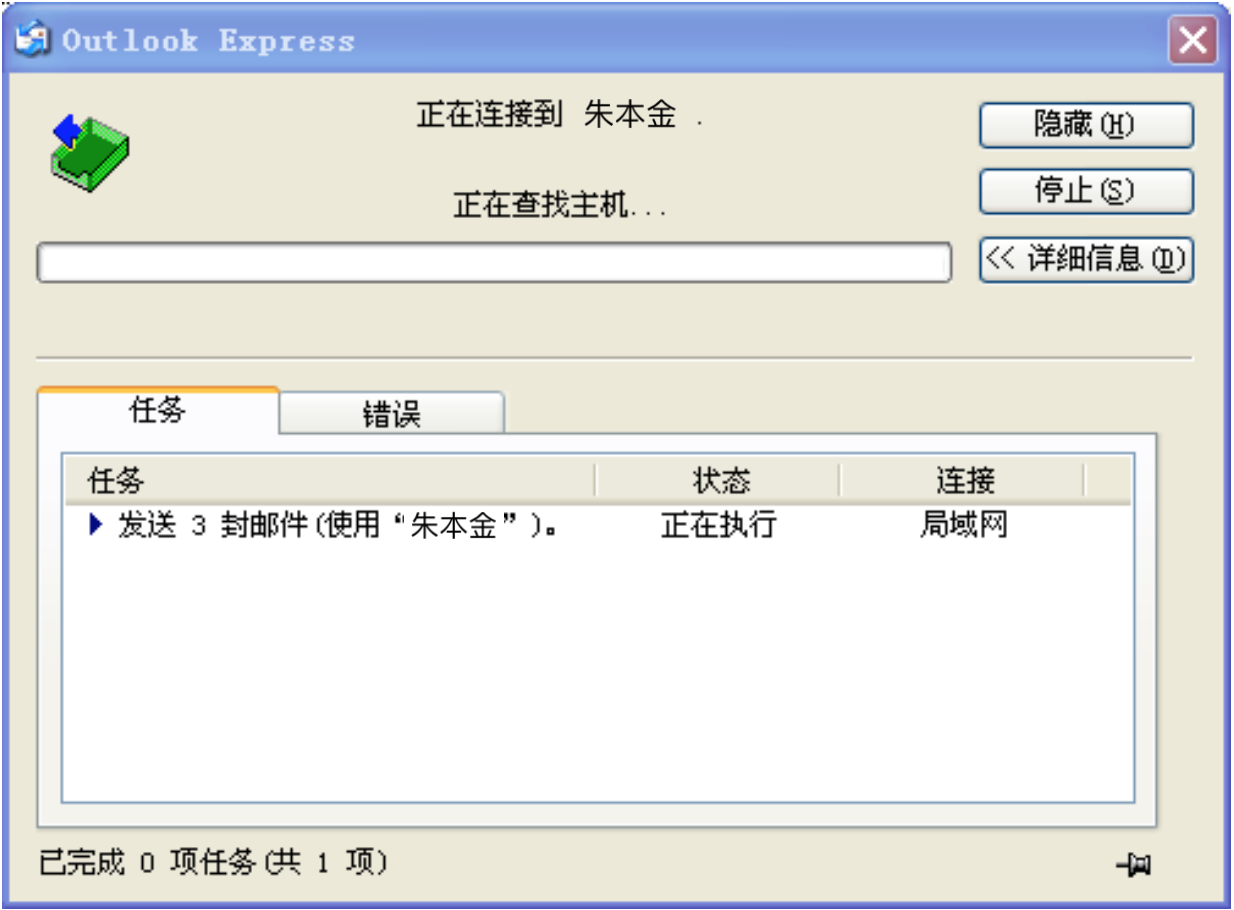 Outlook Express
正在连接到 朱本金 .
隐藏(H)
正在查找主机...
停止(S)
<< 详细信息(D)
任务 错误
任务 状态 连接
发送 3 封邮件(使用“朱本金”)。 正在执行 局域网
已完成 0 项任务(共 1 项)